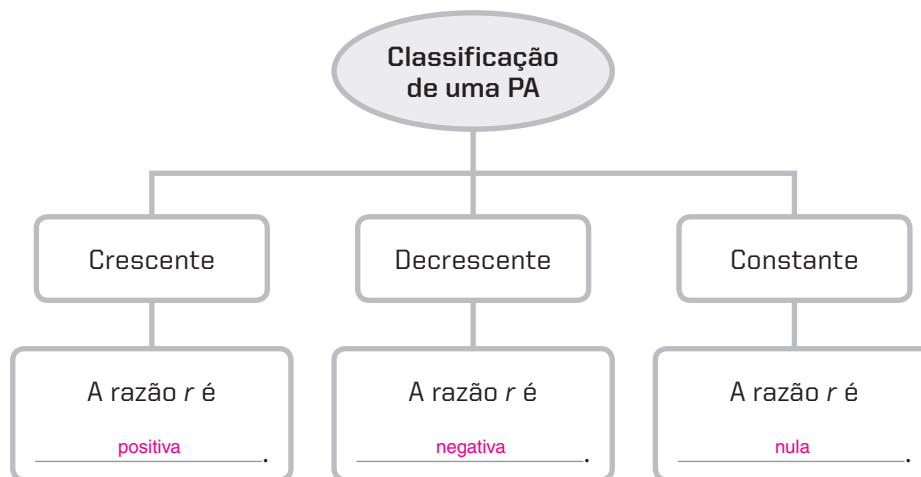 Classificação
de uma PA
Crescente
Decrescente
Constante
A razão r é
positiva.
A razão r é
negativa.
A razão r é
nula.